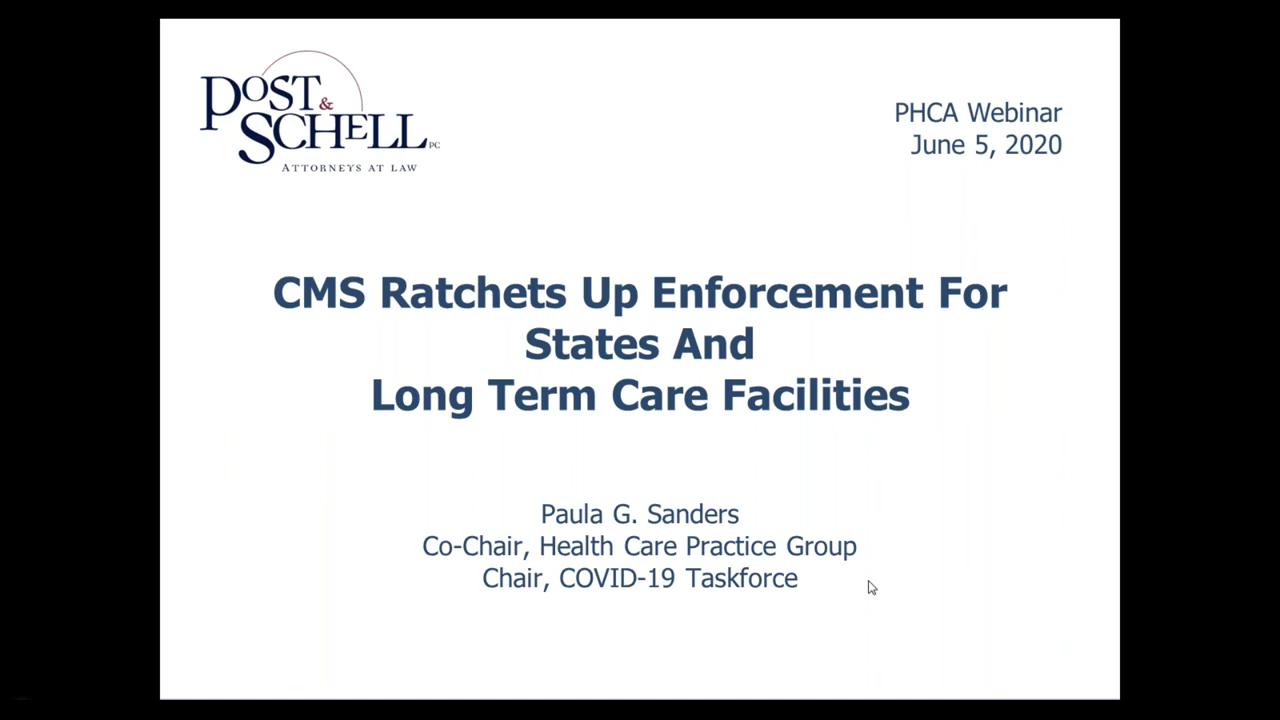 POST & SCHELL PC
ATTORNEYS AT LAW
PHCA Webinar
June 5, 2020
CMS Ratchets Up Enforcement For
States And
Long Term Care Facilities
Paula G. Sanders
Co-Chair, Health Care Practice Group
Chair, COVID-19 Taskforce